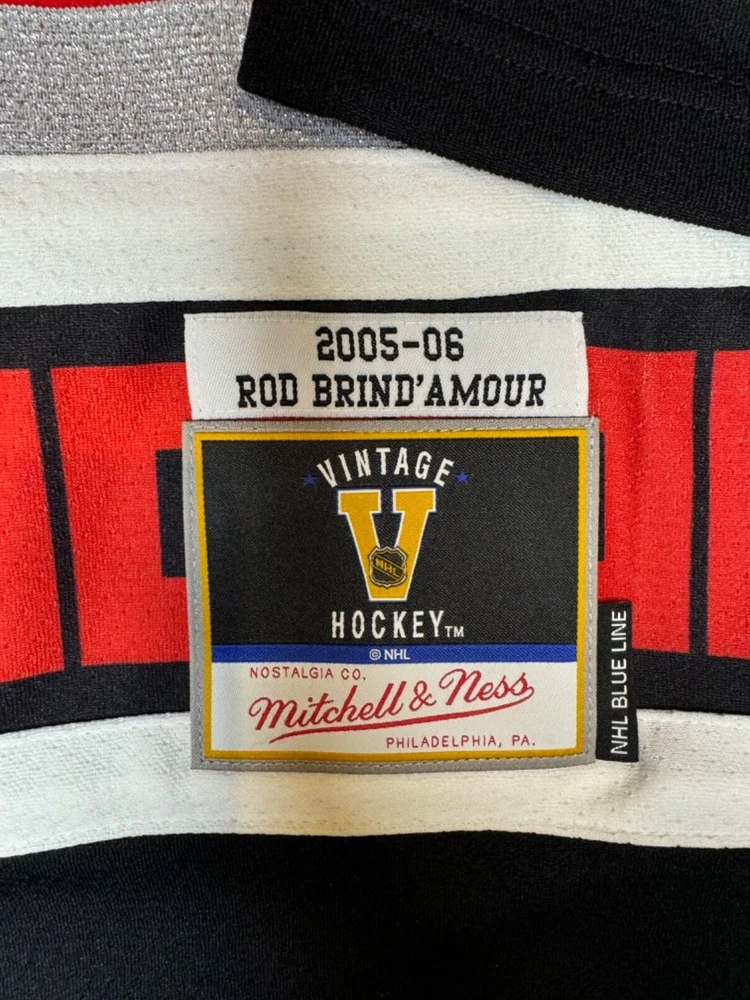 2005-06
ROD BRIND'AMOUR
VINTAGE
V
NHL
HOCKEY™
© NHL
NOSTALGIA CO.
Mitchell & Ness
PHILADELPHIA, PA.
NHL BLUE LINE